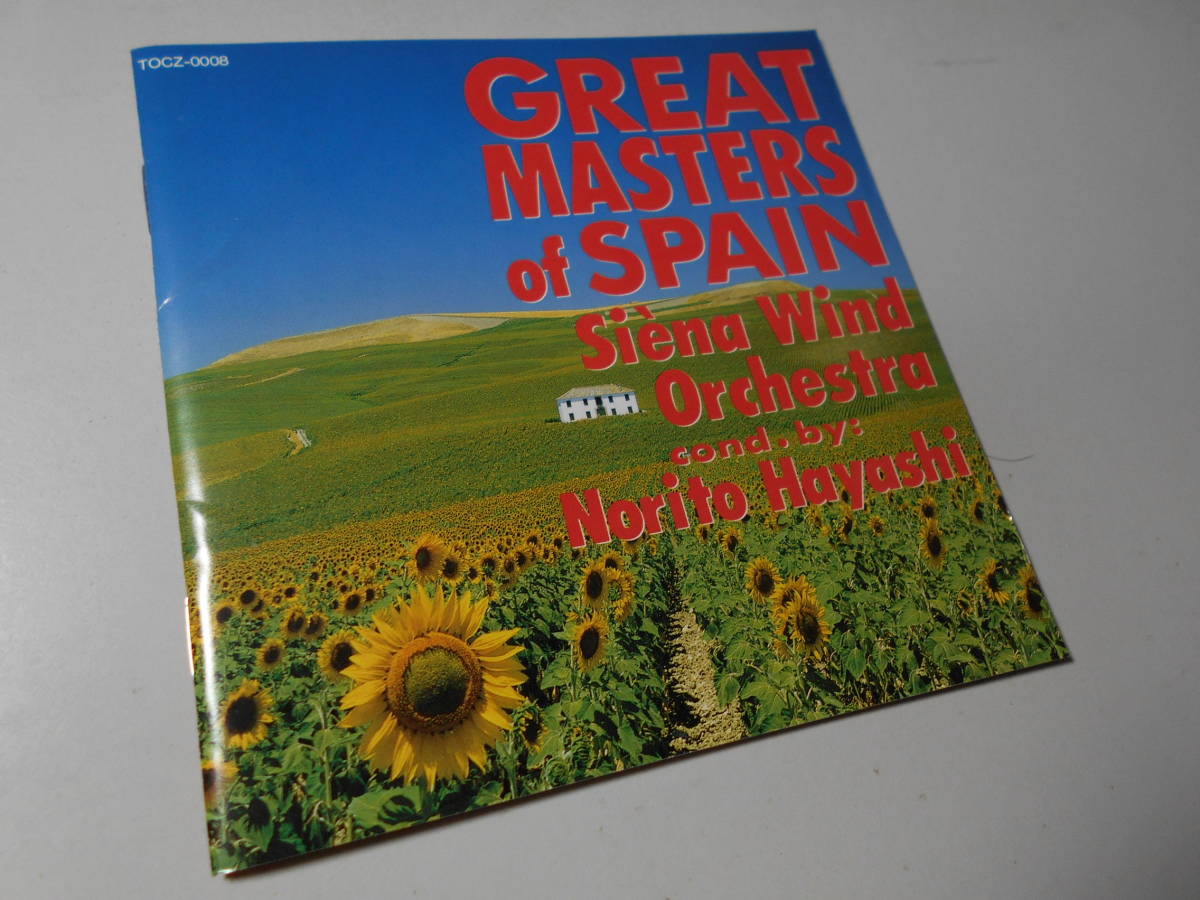 TOCZ-0008
GREAT
MASTERS
of SPAIN
Sièna Wind
Orchestra
cond. by:
Norito Hayashi